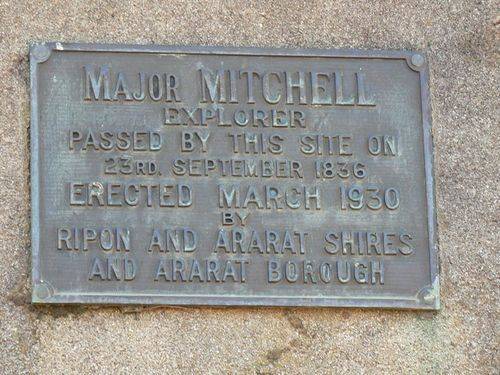 MAJOR MITCHELL
EXPLORER
PASSED BY THIS SITE ON
23RD. SEPTEMBER 1836
ERECTED MARCH 1930
BY
RIPON AND ARARAT SHIRES
AND ARARAT BOROUGH